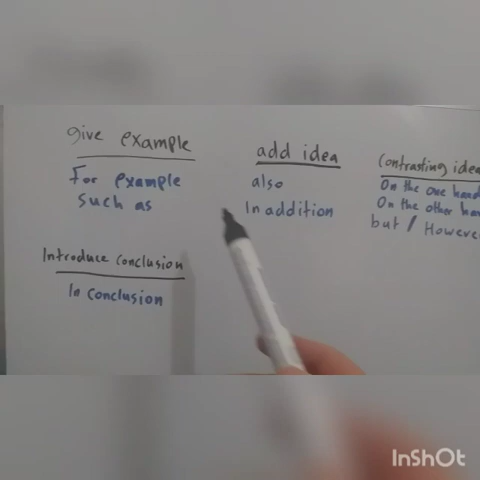 give example
For example
such as
add idea
also
In addition
Contrasting idea
On the one hand
On the other
but / However
Introduce conclusion
In conclusion
InShOt